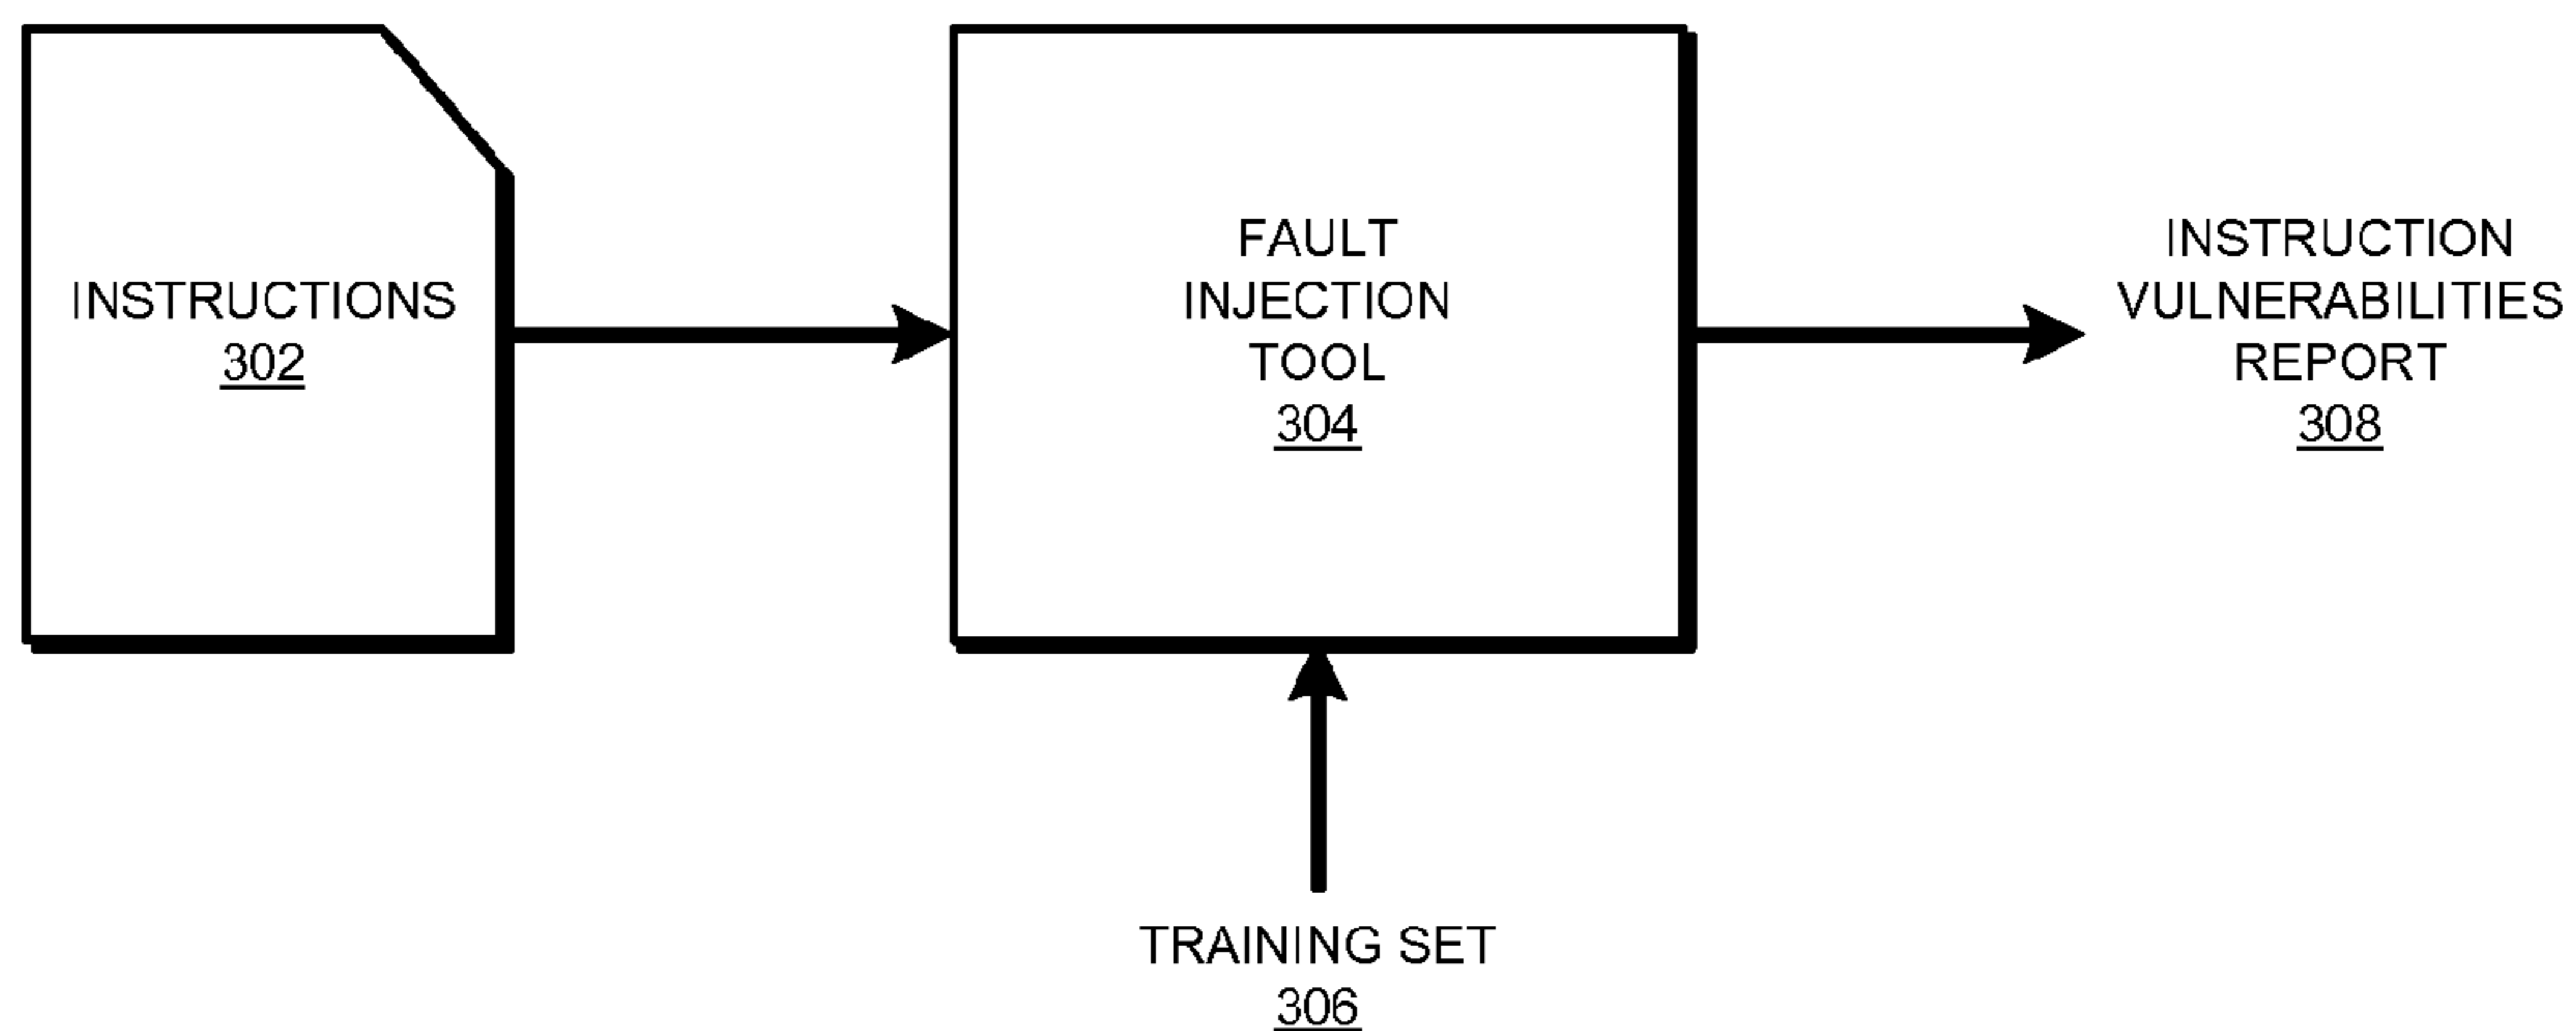 INSTRUCTIONS
302
FAULT
INJECTION
TOOL
304
INSTRUCTION
VULNERABILITIES
REPORT
308
TRAINING SET
306